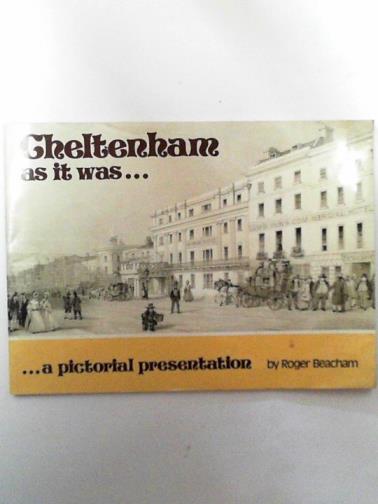 Cheltenham
as it was...
...a pictorial presentation by Roger Beacham